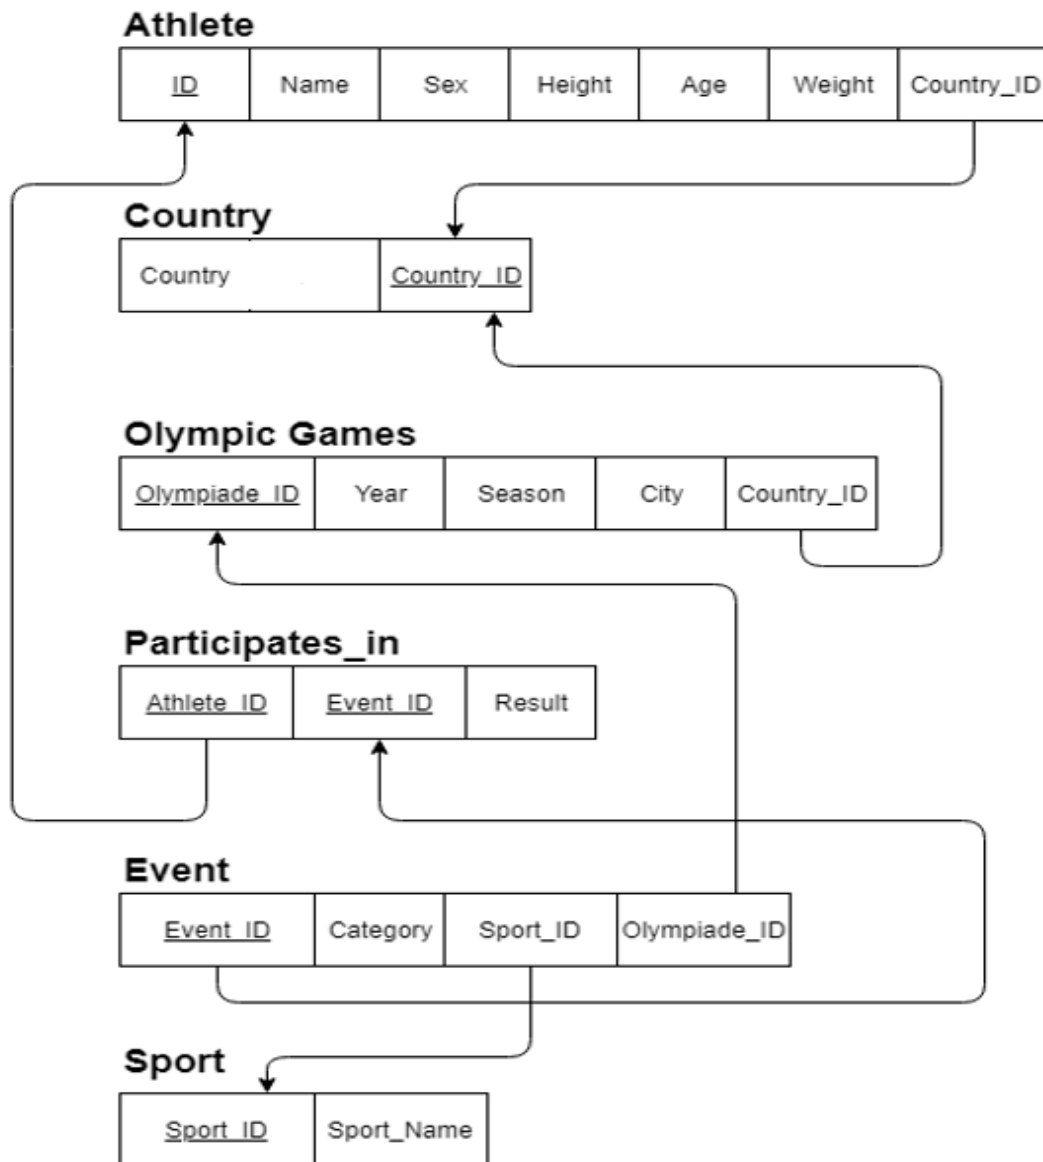 Athlete
ID Name Sex Height Age Weight Country_ID
Country
Country Country_ID
Olympic Games
Olympiade_ID Year Season City Country_ID
Participates_in
Athlete_ID Event_ID Result
Event
Event_ID Category Sport_ID Olympiade_ID
Sport
Sport_ID Sport_Name